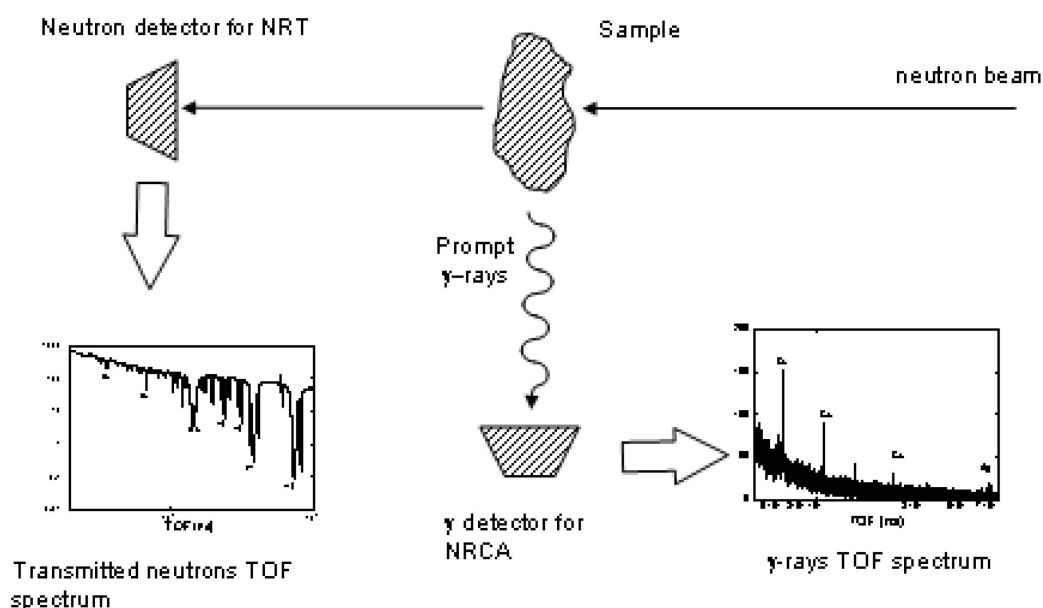 Neutron detector for NRT
Sample
neutron beam
Prompt
γ–rays
TOF
γ detector for
NRCA
TOF
Transmitted neutrons TOF
spectrum
γ-rays TOF spectrum